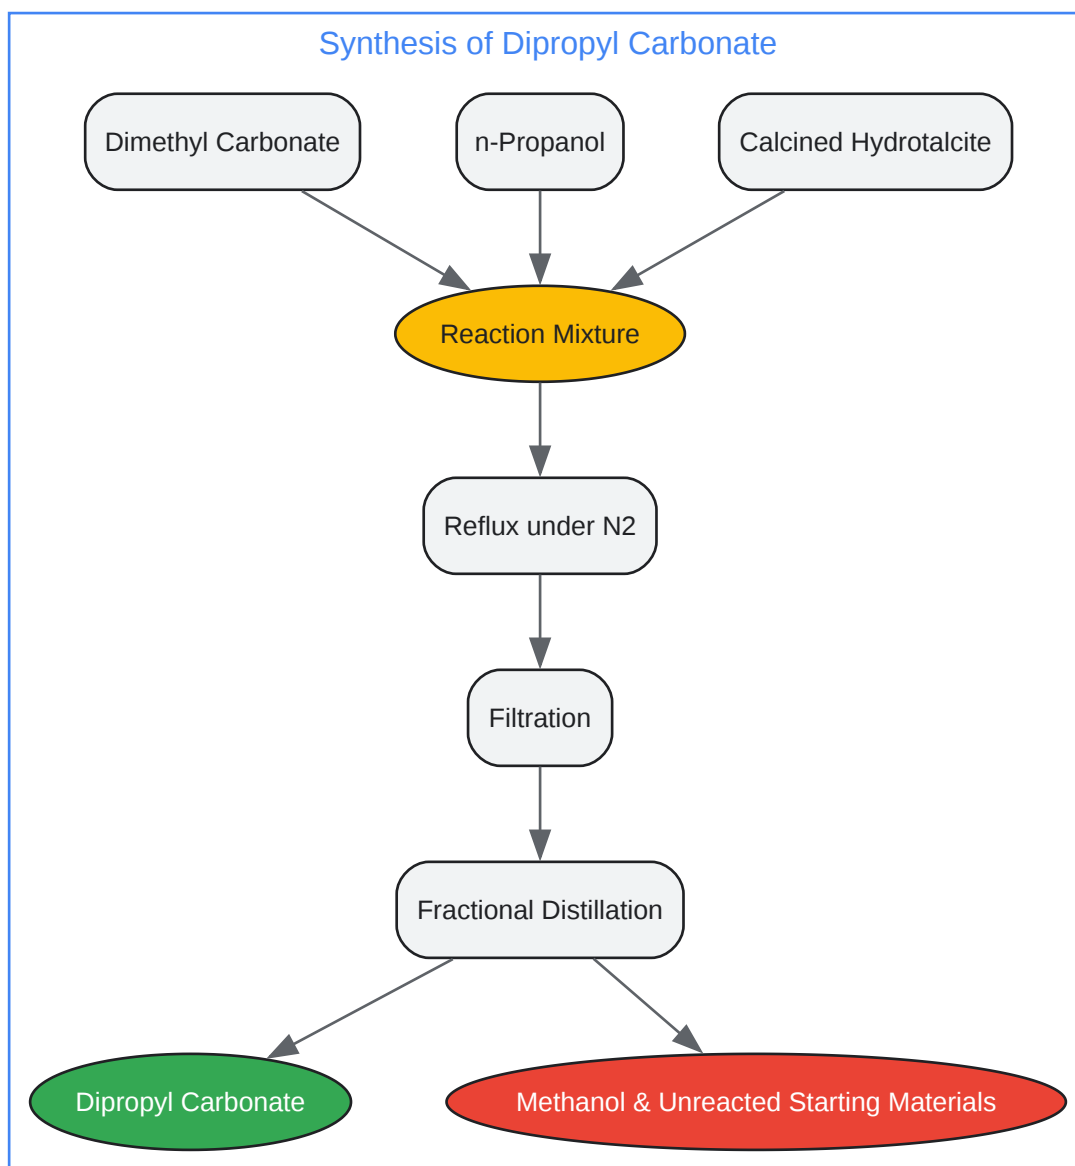 Synthesis of Dipropyl Carbonate
Dimethyl Carbonate
n-Propanol
Calcined Hydrotalcite
Reaction Mixture
Reflux under N2
Filtration
Fractional Distillation
Dipropyl Carbonate
Methanol & Unreacted Starting Materials